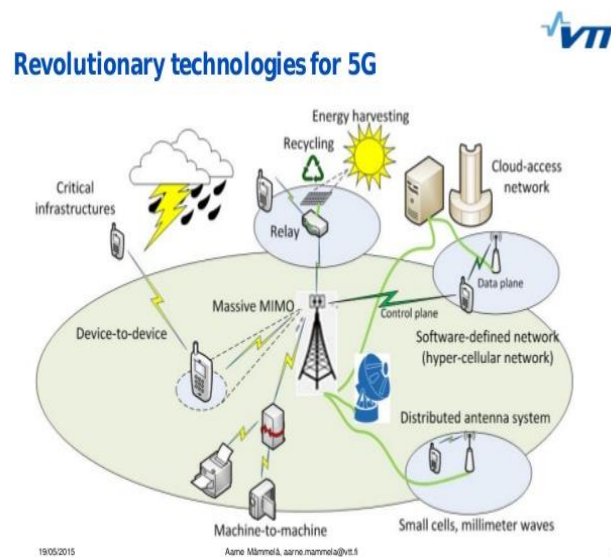 VTT
Revolutionary technologies for 5G
Energy harvesting
Recycling
Cloud-access
network
Critical
infrastructures
Relay
Data plane
Massive MIMO
Control plane
Device-to-device
Software-defined network
(hyper-cellular network)
Distributed antenna system
Machine-to-machine
Small cells, millimeter waves
19/05/2015
Aarne Mämmelä, aarne.mammela@vtt.fi